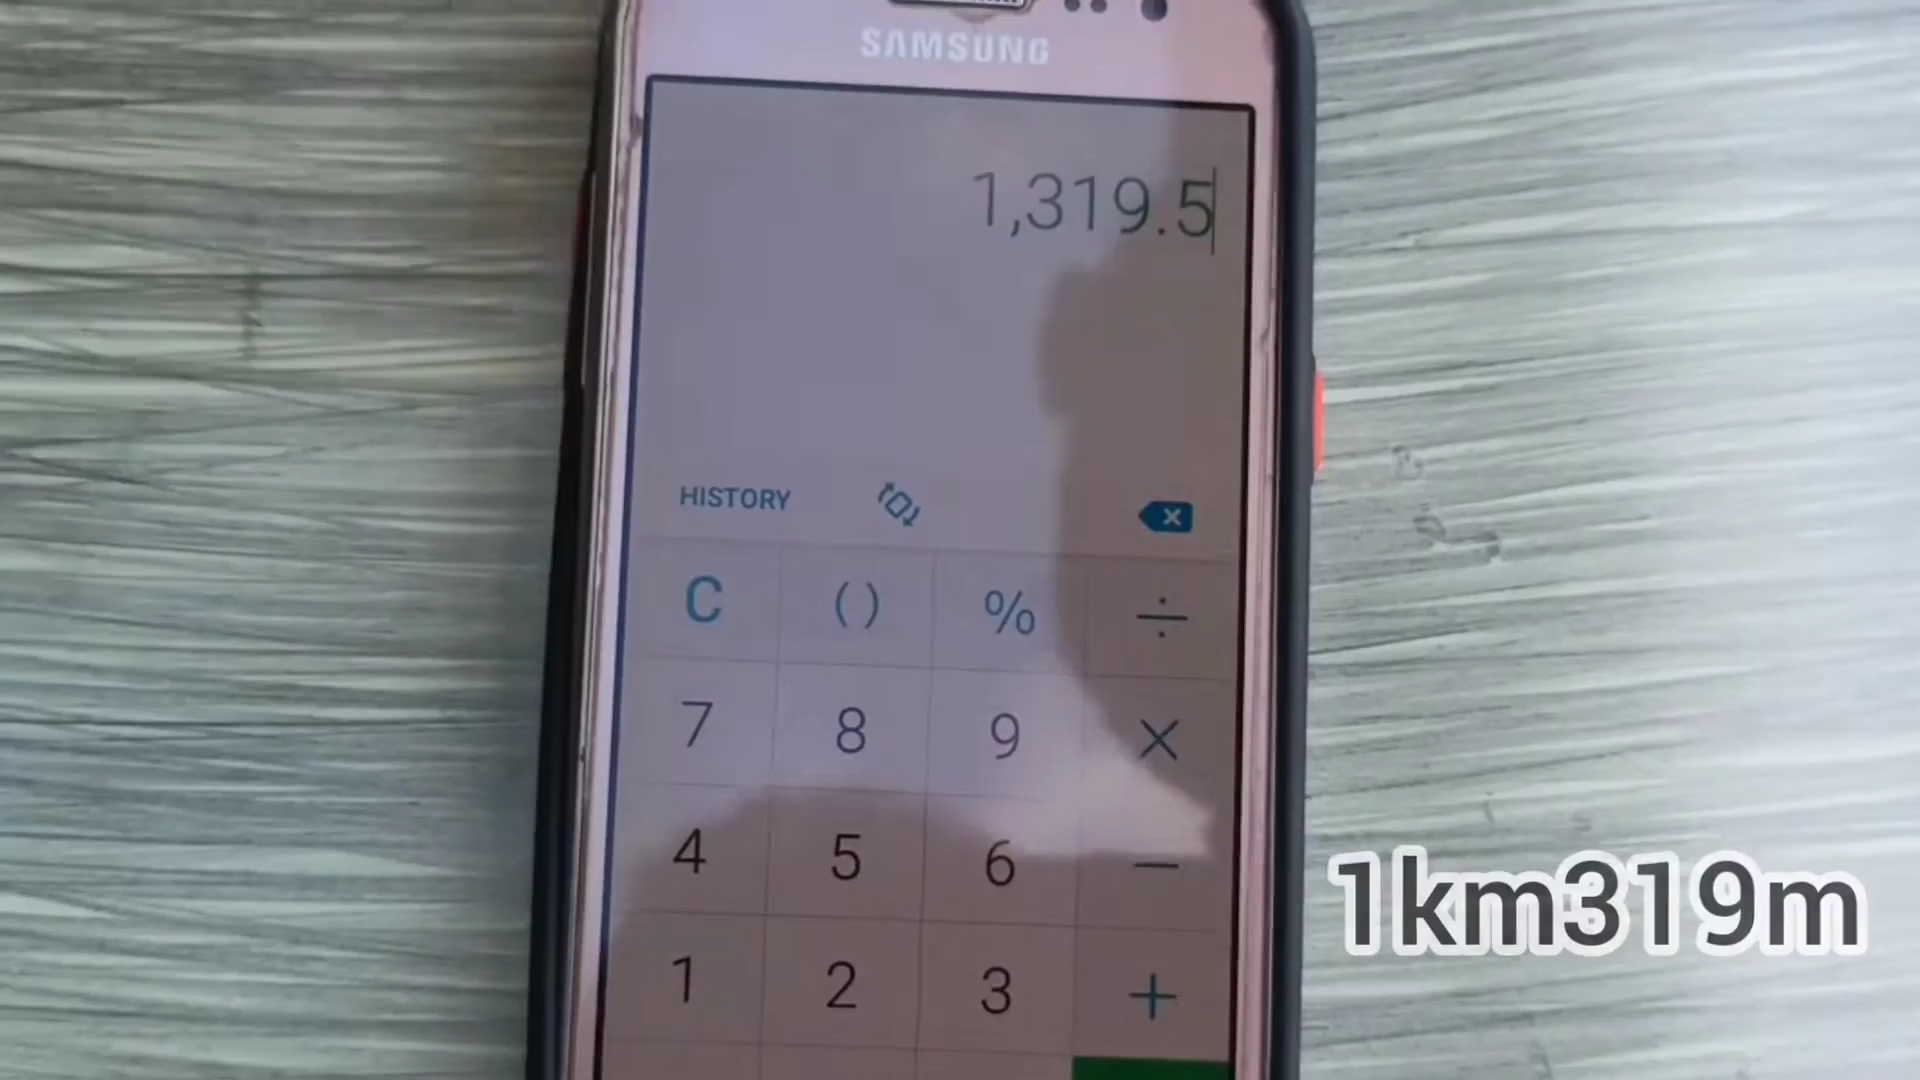 SAMSUNG
1,319.5
HISTORY
C () % ÷
7 8 9 ×
4 5 6 −
1 2 3 +
1km319m